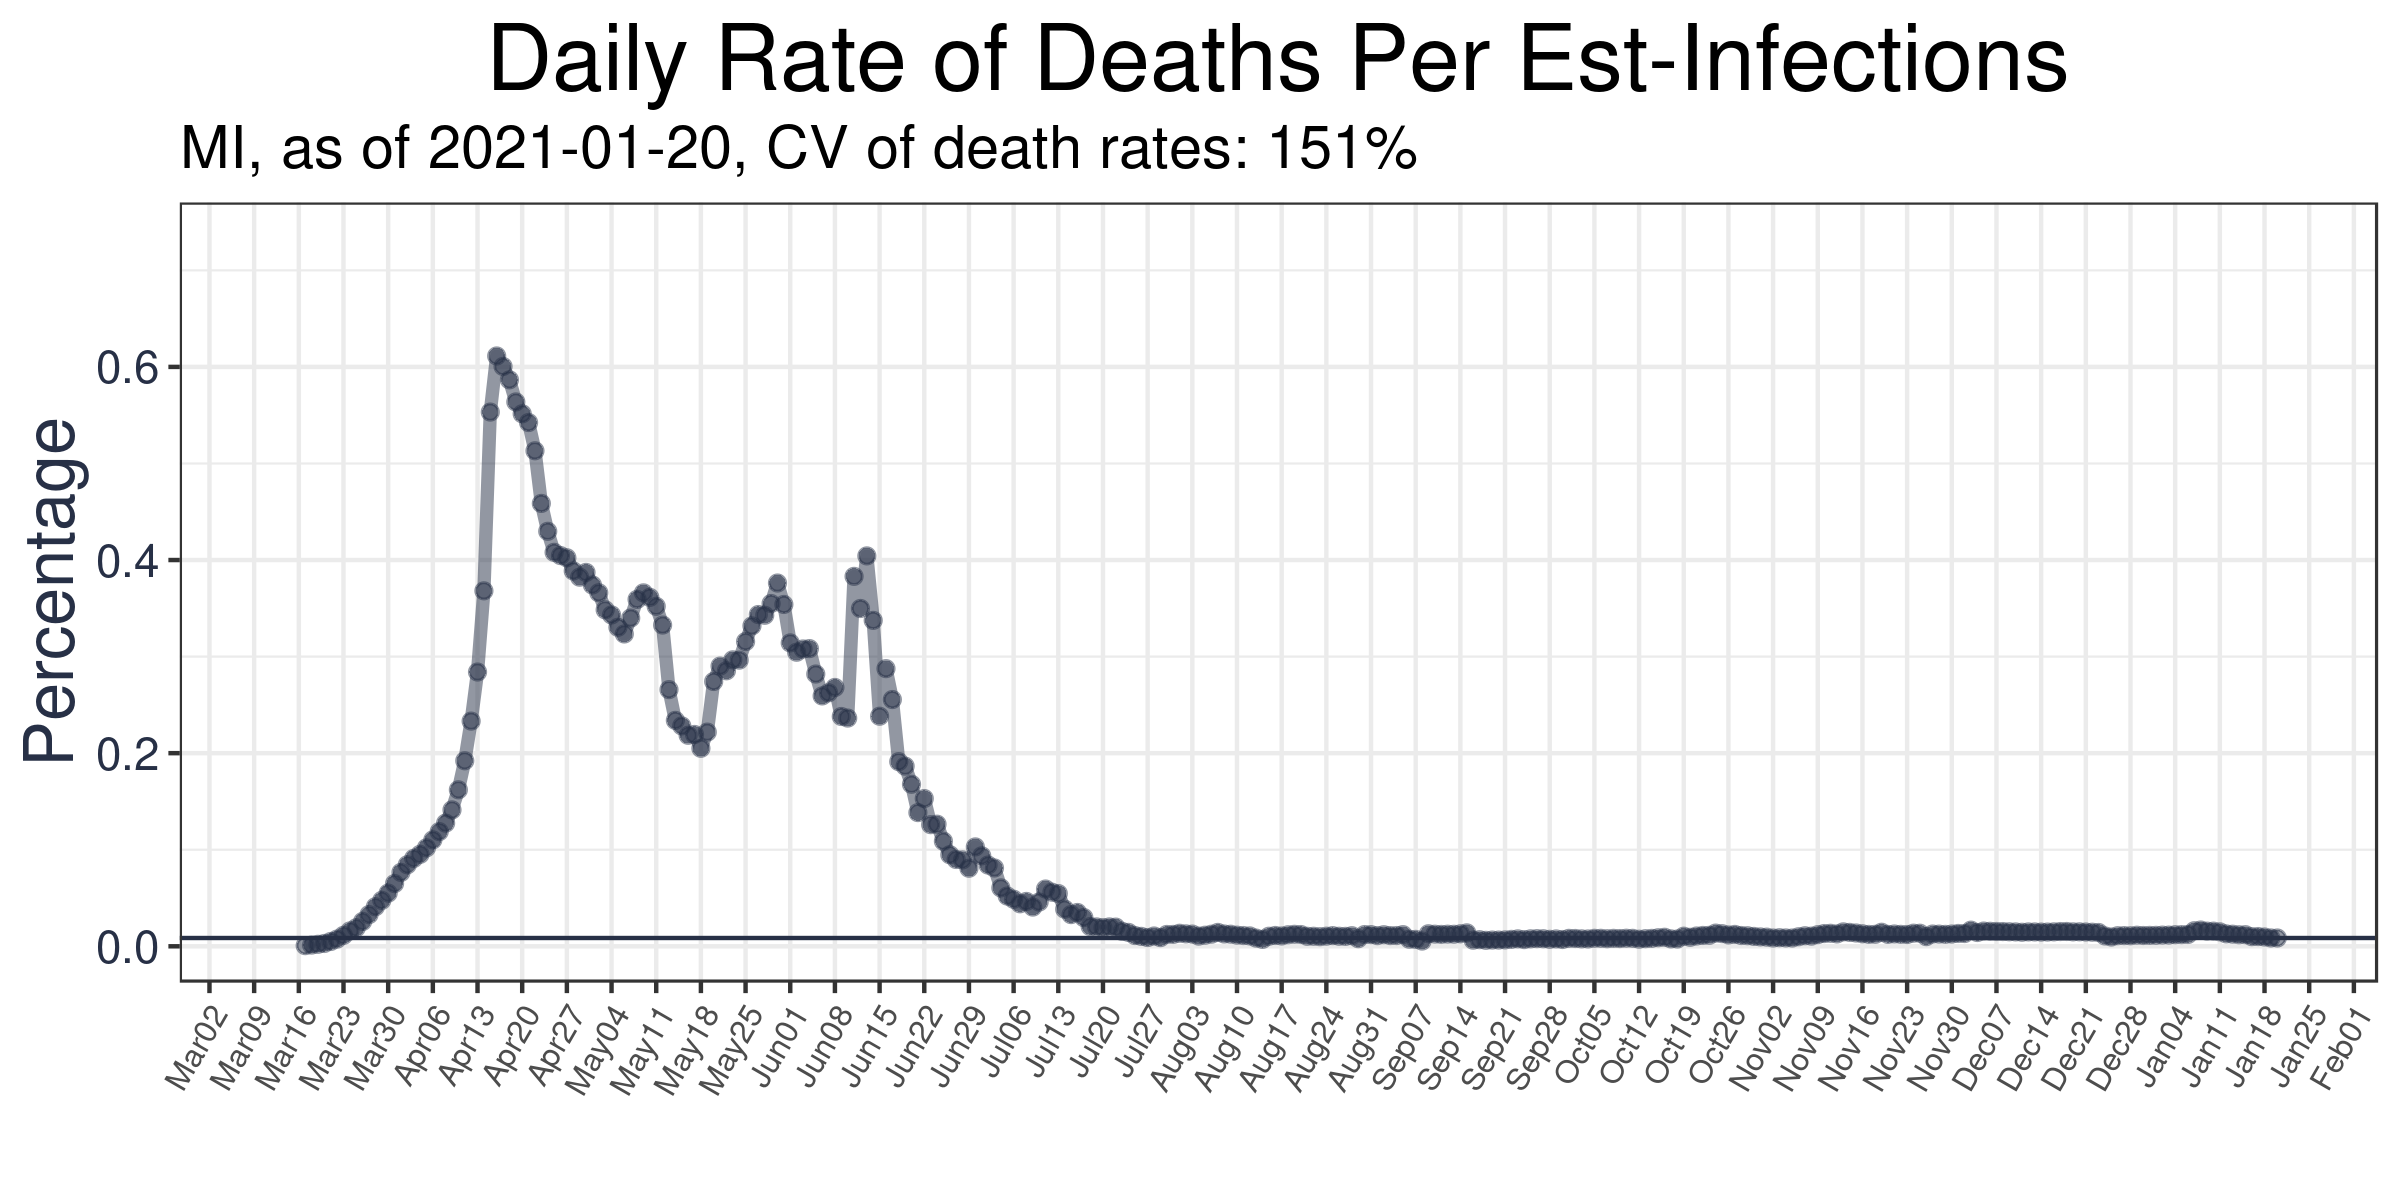 Daily Rate of Deaths Per Est-Infections
MI, as of 2021-01-20, CV of death rates: 151%
Percentage
0.6
0.4
0.2
0.0
Mar02 Mar09 Mar16 Mar23 Mar30 Apr06 Apr13 Apr20 Apr27 May04 May11 May18 May25 Jun01 Jun08 Jun15 Jun22 Jun29 Jul06 Jul13 Jul20 Jul27 Aug03 Aug10 Aug17 Aug24 Aug31 Sep07 Sep14 Sep21 Sep28 Oct05 Oct12 Oct19 Oct26 Nov02 Nov09 Nov16 Nov23 Nov30 Dec07 Dec14 Dec21 Dec28 Jan04 Jan11 Jan18 Jan25 Feb01